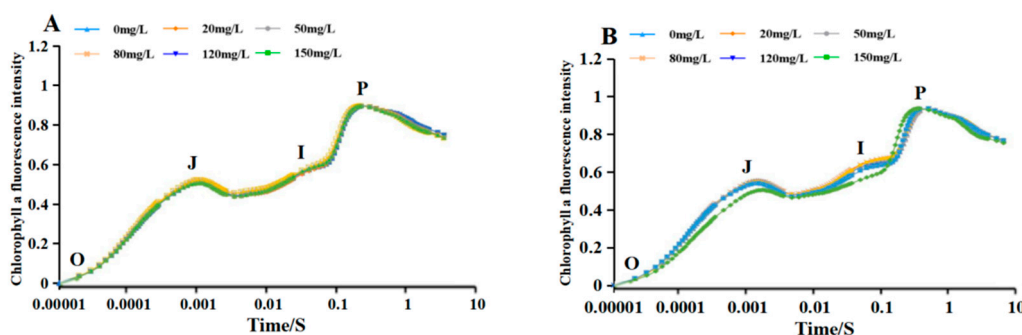 A
0mg/L 20mg/L 50mg/L
80mg/L 120mg/L 150mg/L
Chlorophyll a fluorescence intensity
1.2
1
0.8
0.6
0.4
0.2
0
O
J
I
P
0.00001 0.0001 0.001 0.01 0.1 1 10
Time/S
B
0mg/L 20mg/L 50mg/L
80mg/L 120mg/L 150mg/L
Chlorophyll a fluorescence intensity
1.2
1
0.8
0.6
0.4
0.2
0
O
J
I
P
0.00001 0.0001 0.001 0.01 0.1 1 10
Time/S